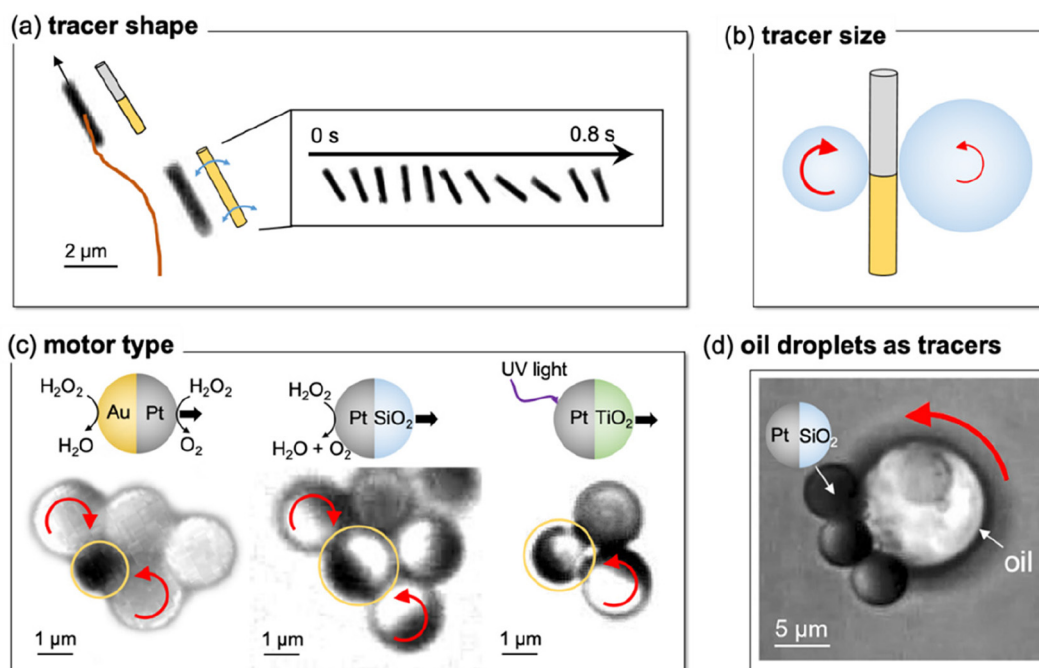 (a) tracer shape
0 s
0.8 s
2 μm
(b) tracer size
(c) motor type
H₂O₂
Au
Pt
H₂O₂
H₂O
O₂
H₂O₂
Pt
SiO₂
H₂O + O₂
UV light
Pt
TiO₂
1 μm
1 μm
1 μm
(d) oil droplets as tracers
Pt
SiO₂
oil
5 μm